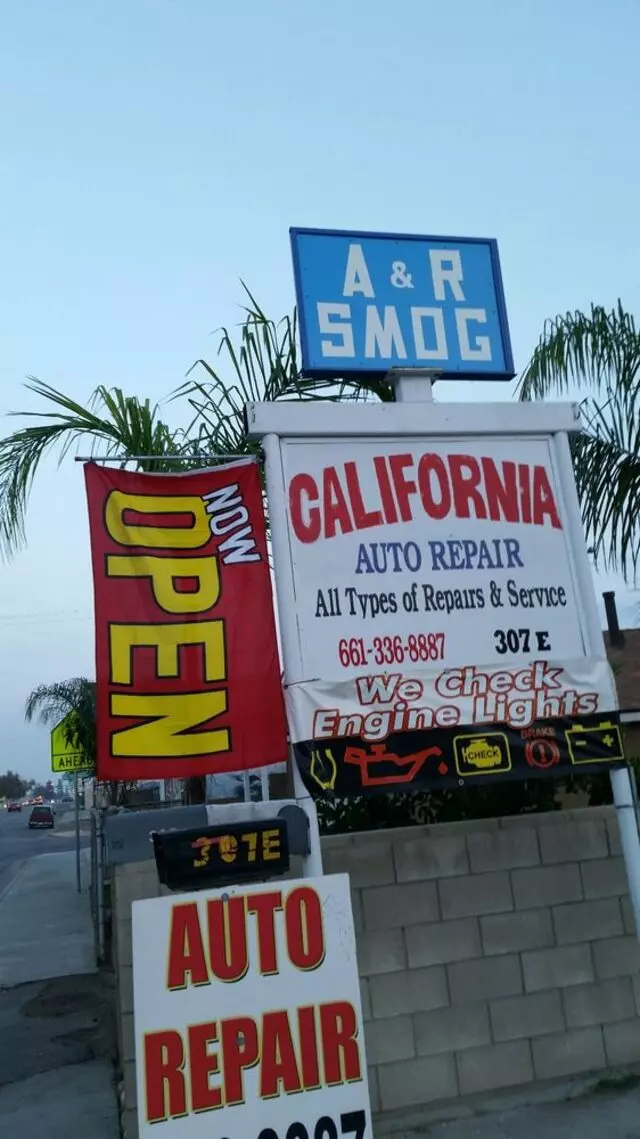 A & R
SMOG
CALIFORNIA
AUTO REPAIR
All Types of Repairs & Service
661-336-8887 307 E
We Check
Engine Lights
CHECK
BRAKE
NOW
OPEN
AHEAD
307E
AUTO
REPAIR